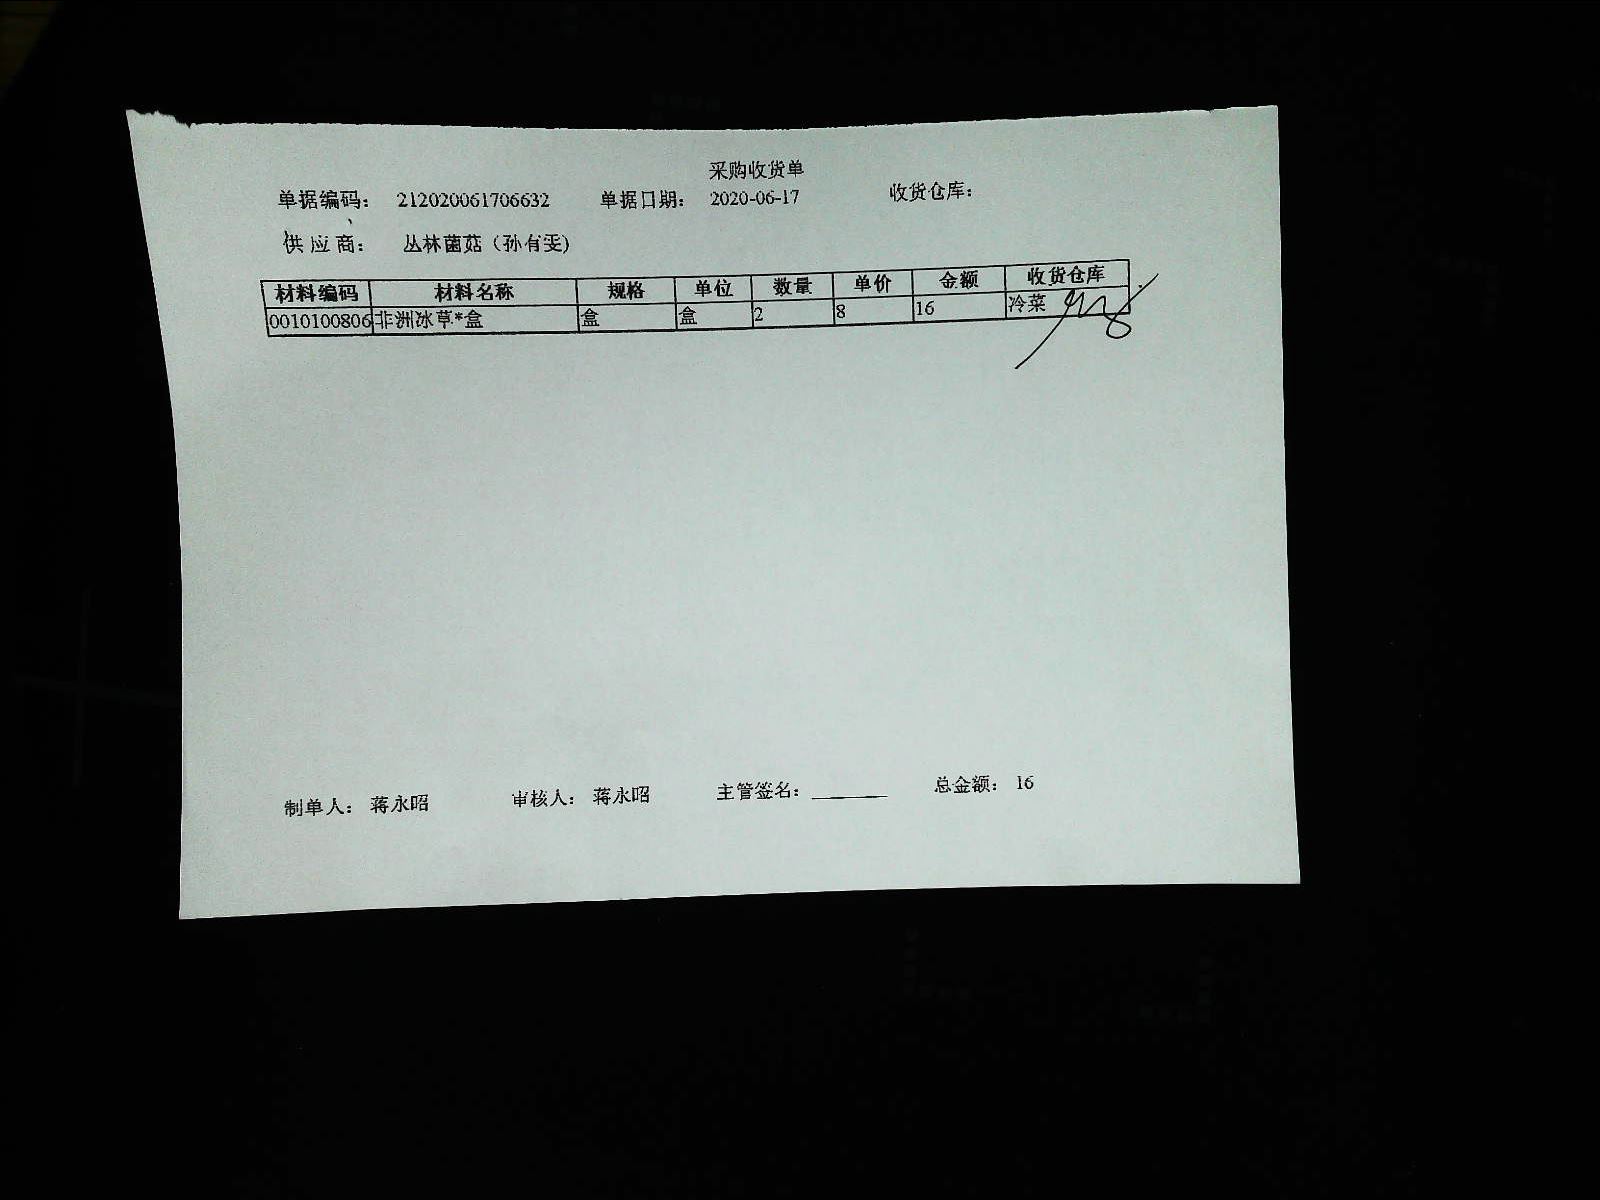 采购收货单
单据编码： 212020061706632 单据日期： 2020-06-17 收货仓库：
供应商： 丛林菌菇（孙有雯）
材料编码 材料名称 规格 单位 数量 单价 金额 收货仓库
0010100806 非洲冰草*盒 盒 盒 2 8 16 冷菜
制单人： 蒋永昭 审核人： 蒋永昭 主管签名： 总金额： 16